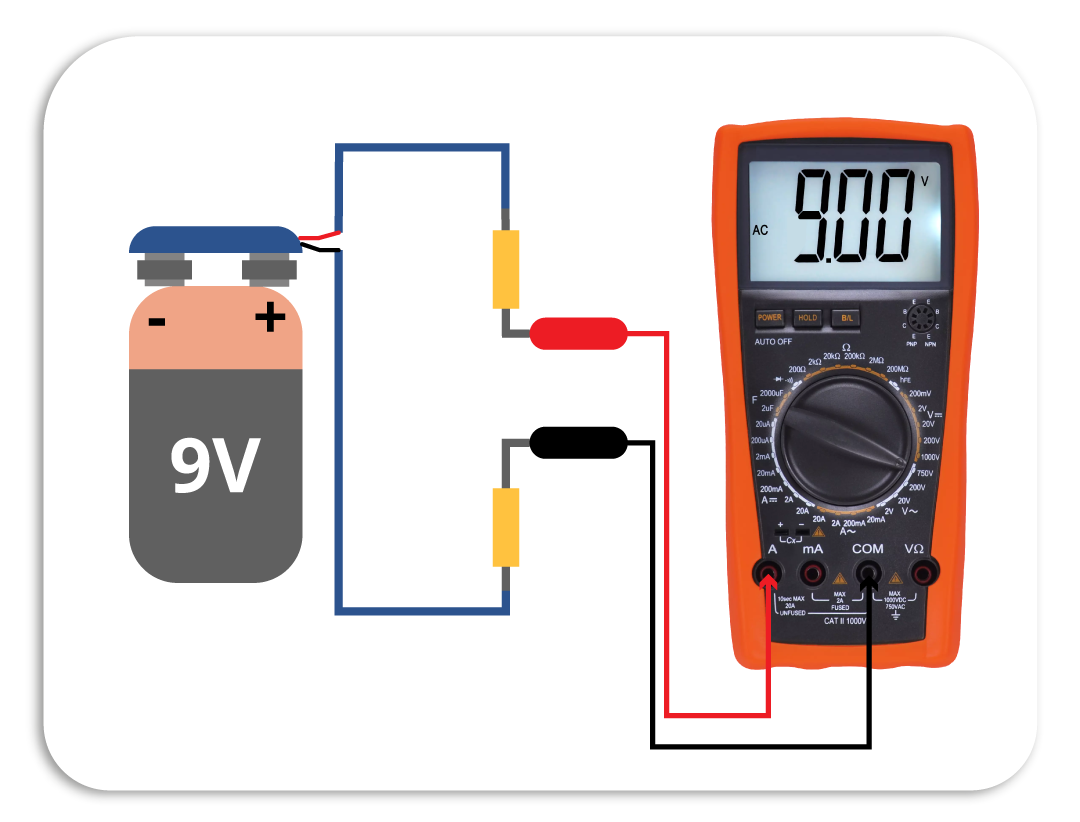 9.00
V
AC
- +
9V
POWER HOLD B/L
AUTO OFF
E E
B B
C C
E E
PNP NPN
Ω
2kΩ 20kΩ 200kΩ 2MΩ
200Ω 200MΩ
hFE
F 2000uF 200mV
2uF 2V V
20uA 20V
200uA 200V
2mA 1000V
20mA 750V
200mA 200V
A 2A 20V V~
20A 2V
20A 2A 200mA 20mA
A~
+ -
Cx
A mA COM VΩ
10sec MAX
20A
UNFUSED
MAX
2A
FUSED
MAX
1000VDC
750VAC
CAT II 1000V